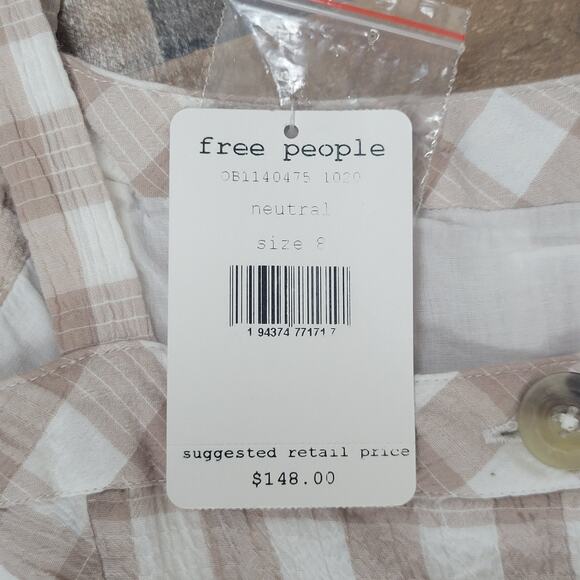 free people
OB1140475 1020
neutral
size 8
1 94374 77171 7
suggested retail price
$148.00